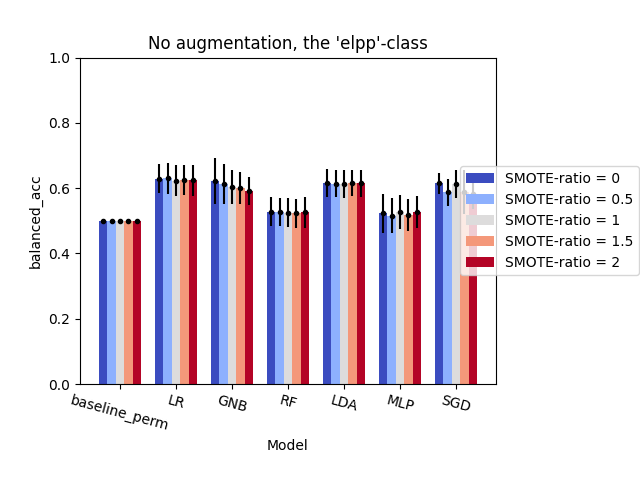 No augmentation, the 'elpp'-class
1.0
0.8
0.6
0.4
0.2
0.0
balanced_acc
SMOTE-ratio = 0
SMOTE-ratio = 0.5
SMOTE-ratio = 1
SMOTE-ratio = 1.5
SMOTE-ratio = 2
baseline_perm LR GNB RF LDA MLP SGD
Model